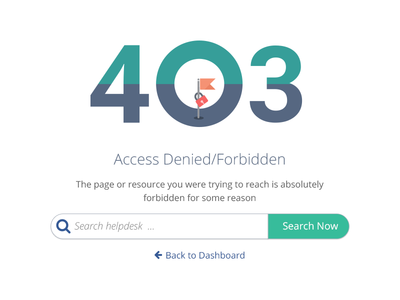 403
Access Denied/Forbidden
The page or resource you were trying to reach is absolutely
forbidden for some reason
Search helpdesk ...
Search Now
Back to Dashboard